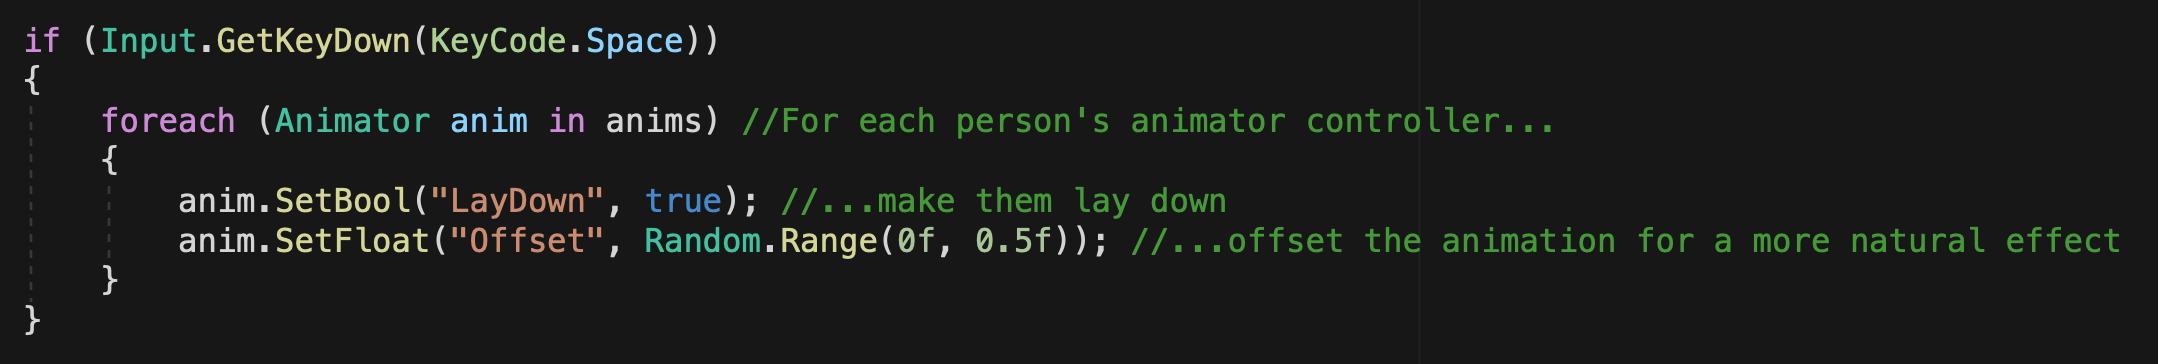 if (Input.GetKeyDown(KeyCode.Space))
{
    foreach (Animator anim in anims) //For each person's animator controller...
    {
        anim.SetBool("LayDown", true); //...make them lay down
        anim.SetFloat("Offset", Random.Range(0f, 0.5f)); //...offset the animation for a more natural effect
    }
}